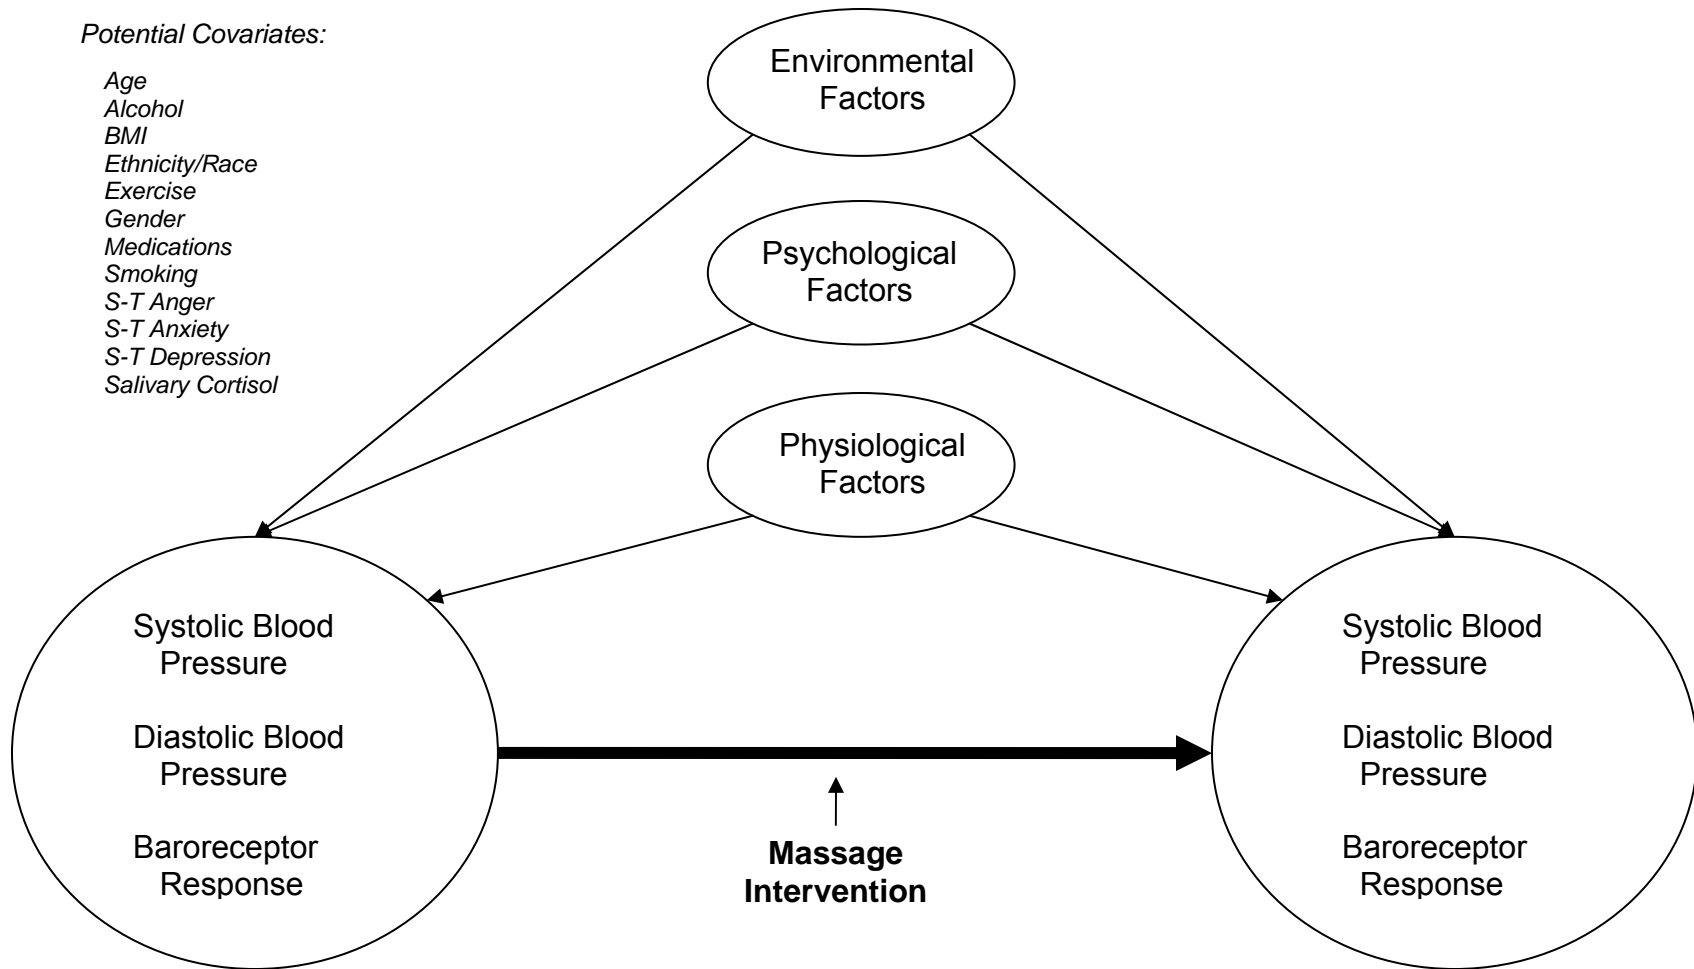 Potential Covariates:
Age
Alcohol
BMI
Ethnicity/Race
Exercise
Gender
Medications
Smoking
S-T Anger
S-T Anxiety
S-T Depression
Salivary Cortisol
Environmental
Factors
Psychological
Factors
Physiological
Factors
Systolic Blood
Pressure
Diastolic Blood
Pressure
Baroreceptor
Response
Massage
Intervention
Systolic Blood
Pressure
Diastolic Blood
Pressure
Baroreceptor
Response